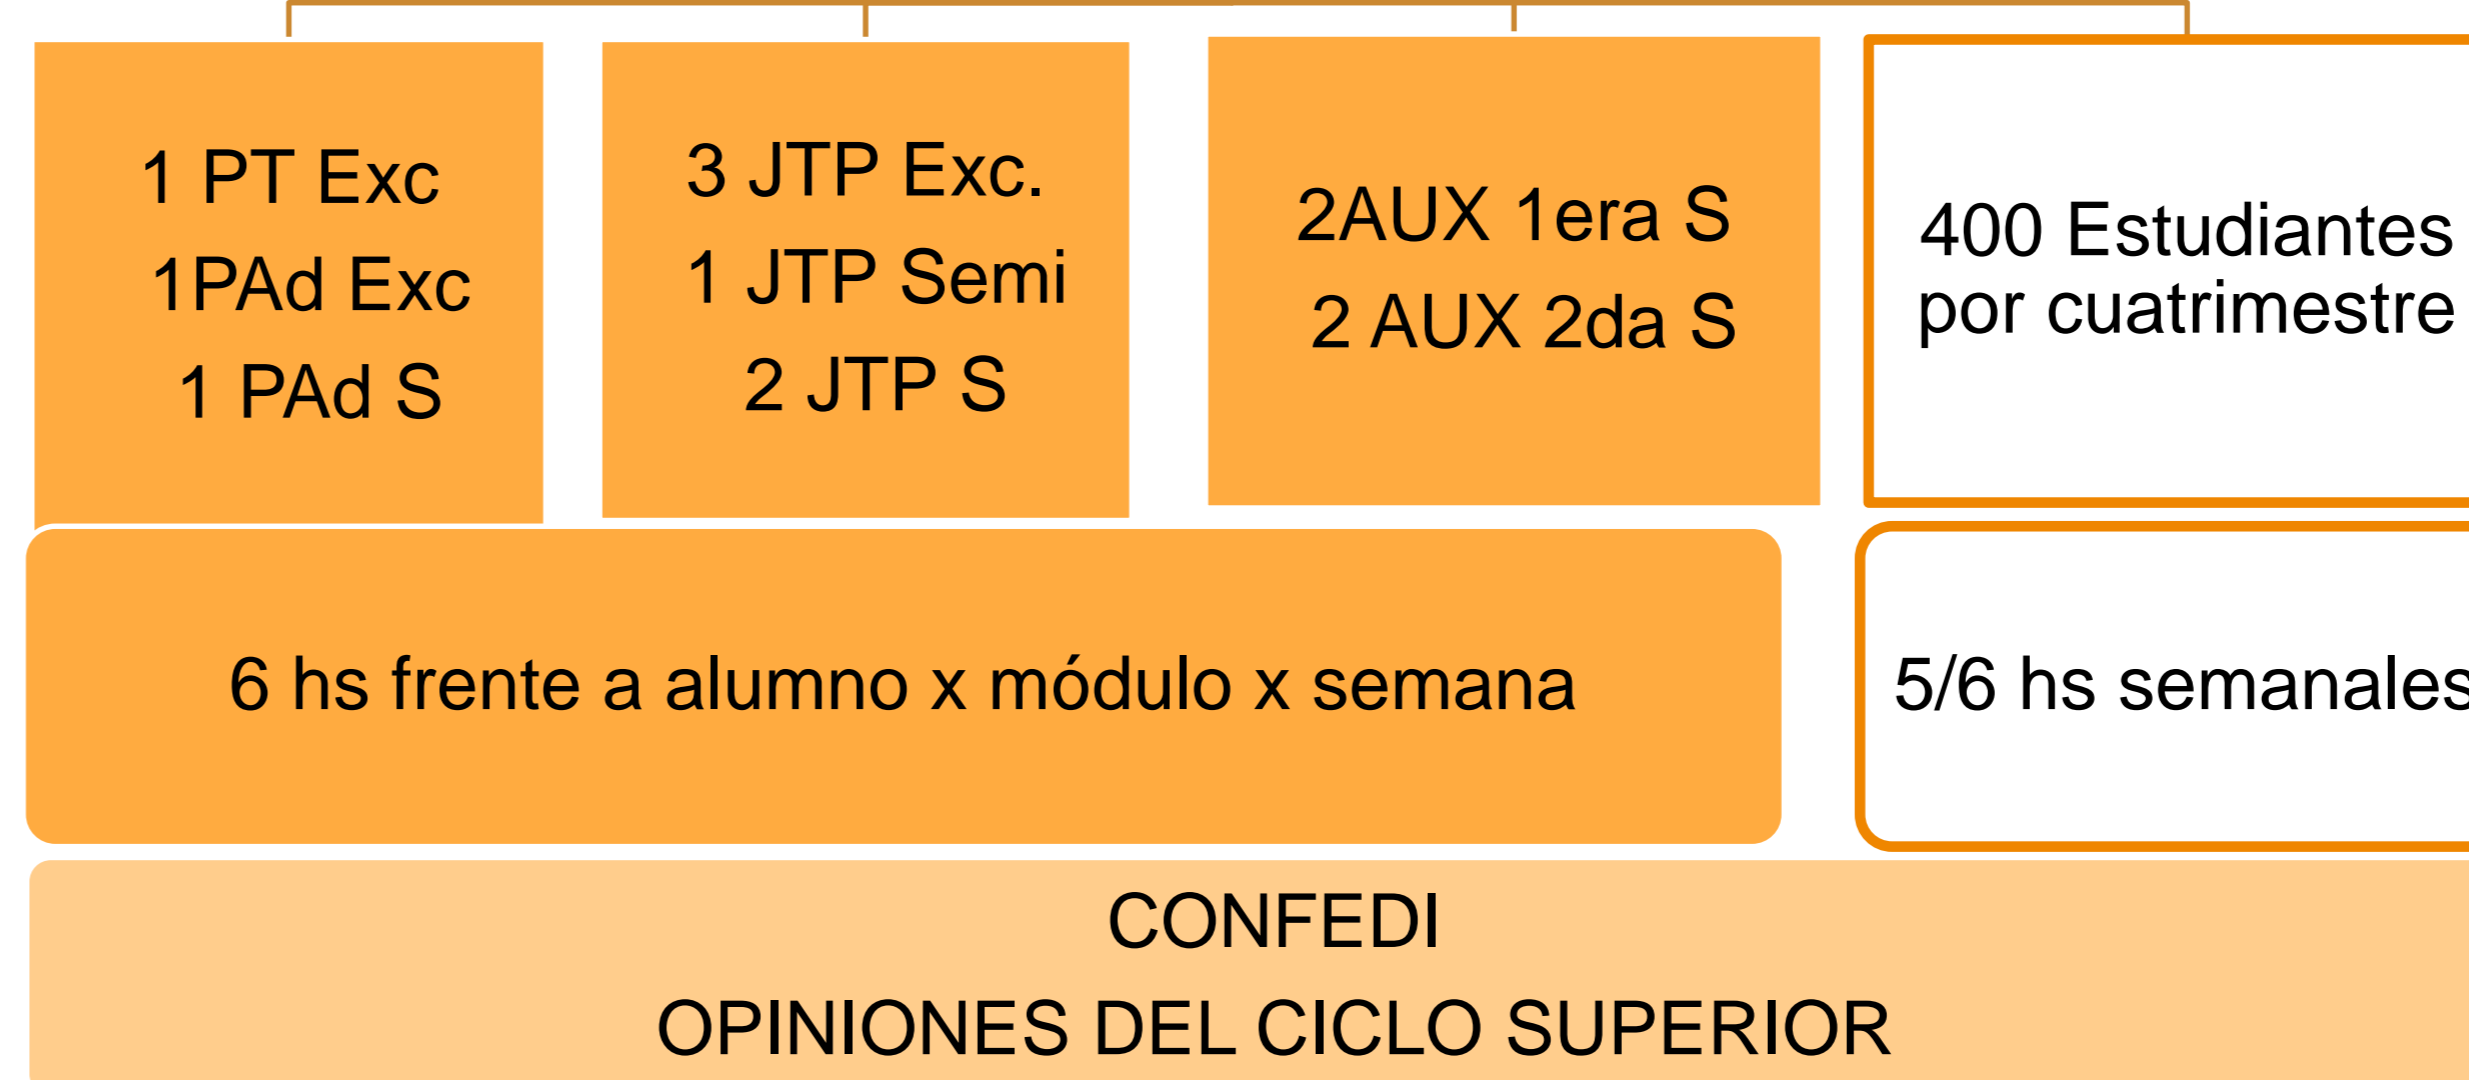 1 PT Exc
1PAd Exc
1 PAd S
3 JTP Exc.
1 JTP Semi
2 JTP S
2AUX 1era S
2 AUX 2da S
400 Estudiantes
por cuatrimestre
6 hs frente a alumno x módulo x semana
5/6 hs semanales
CONFEDI
OPINIONES DEL CICLO SUPERIOR